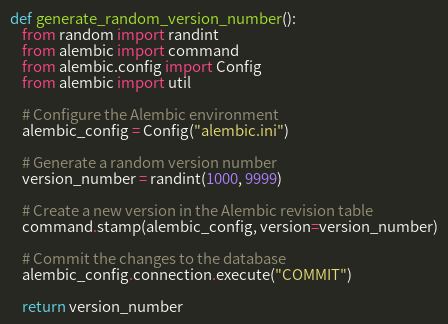 def generate_random_version_number():
from random import randint
from alembic import command
from alembic.config import Config
from alembic import util
# Configure the Alembic environment
alembic_config = Config("alembic.ini")
# Generate a random version number
version_number = randint(1000, 9999)
# Create a new version in the Alembic revision table
command.stamp(alembic_config, version=version_number)
# Commit the changes to the database
alembic_config.connection.execute("COMMIT")
return version_number